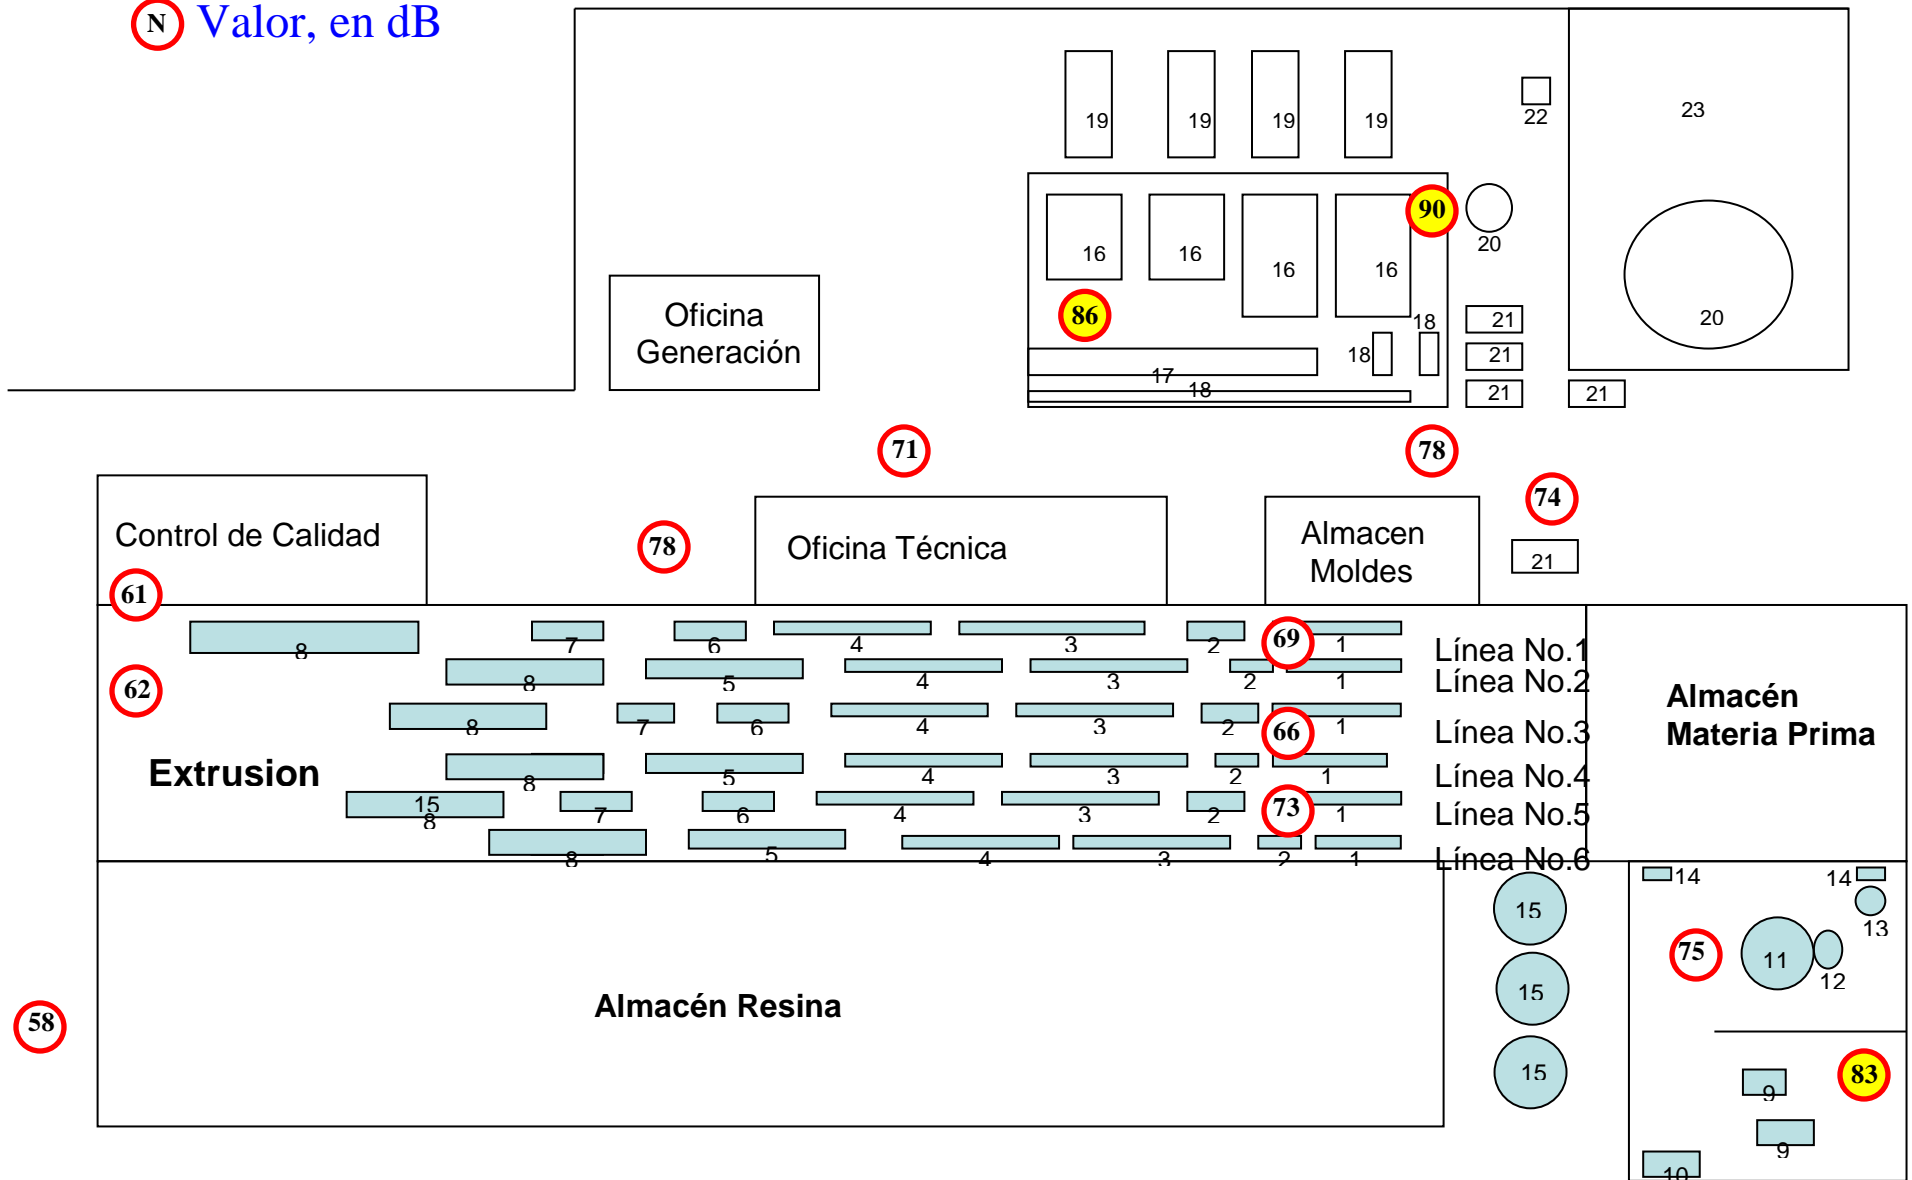 N Valor, en dB
19 19 19 19 22 23
90
16 16 16 16 20
86
Oficina
Generación
18 21 20
18 21
17
18 21 21
71 78
74
Control de Calidad 78 Oficina Técnica
Almacen
Moldes
21
61
8 7 6 4 3 2 69 1 Línea No.1
8 5 4 3 2 1 Línea No.2
62
8 7 6 4 3 2 66 1 Línea No.3
Almacén
Materia Prima
Extrusion
8 5 4 3 2 1 Línea No.4
15
8 7 6 4 3 2 73 1 Línea No.5
8 5 4 3 2 1 Línea No.6
14 14
15 13
75 11 12
15
Almacén Resina
58
15 83
9
9
10